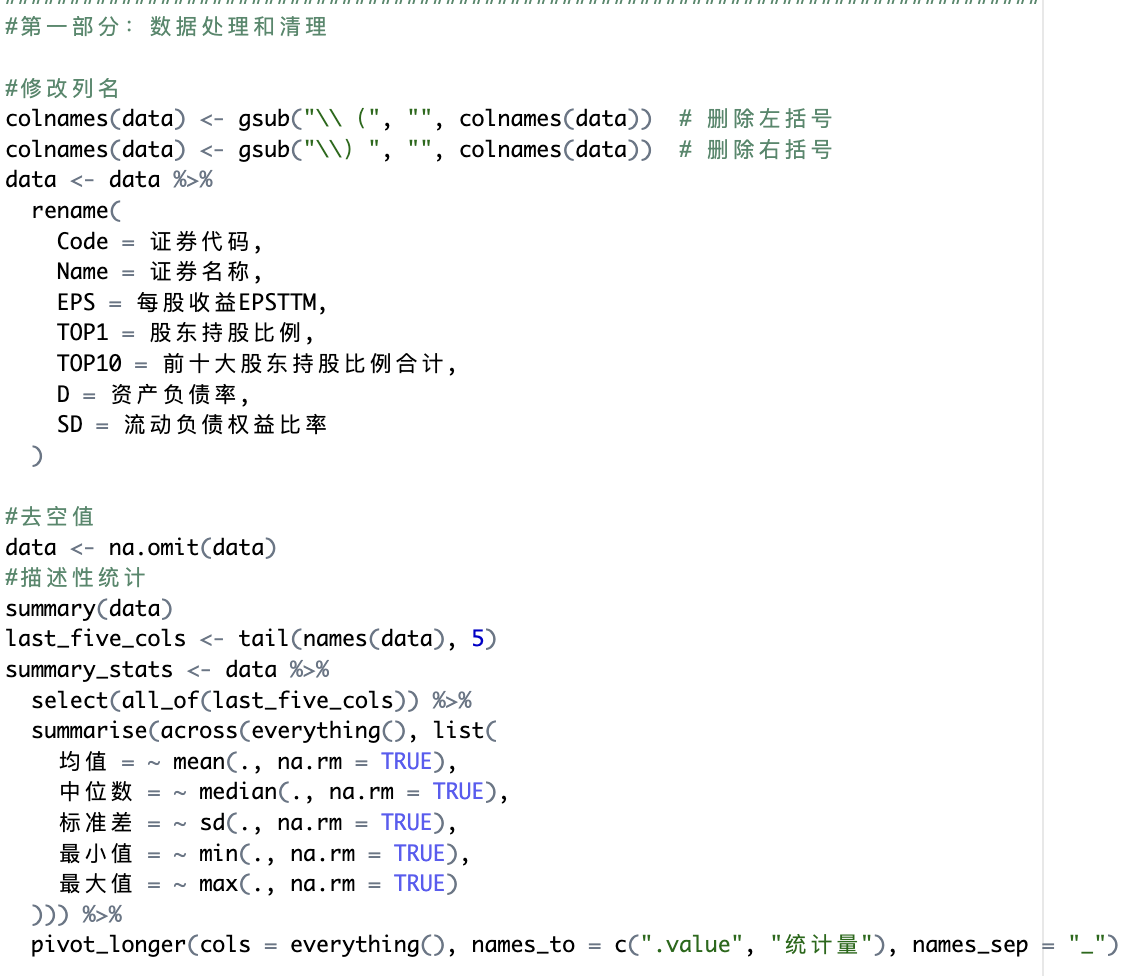 ################################################################################
#第一部分：数据处理和清理
#修改列名
colnames(data) <- gsub("\\ (", "", colnames(data))  # 删除左括号
colnames(data) <- gsub("\\) ", "", colnames(data))  # 删除右括号
data <- data %>%
  rename(
    Code = 证券代码,
    Name = 证券名称,
    EPS = 每股收益EPSTTM,
    TOP1 = 股东持股比例,
    TOP10 = 前十大股东持股比例合计,
    D = 资产负债率,
    SD = 流动负债权益比率
  )
#去空值
data <- na.omit(data)
#描述性统计
summary(data)
last_five_cols <- tail(names(data), 5)
summary_stats <- data %>%
  select(all_of(last_five_cols)) %>%
  summarise(across(everything(), list(
    均值 = ~ mean(., na.rm = TRUE),
    中位数 = ~ median(., na.rm = TRUE),
    标准差 = ~ sd(., na.rm = TRUE),
    最小值 = ~ min(., na.rm = TRUE),
    最大值 = ~ max(., na.rm = TRUE)
  ))) %>%
  pivot_longer(cols = everything(), names_to = c(".value", "统计量"), names_sep = "_")